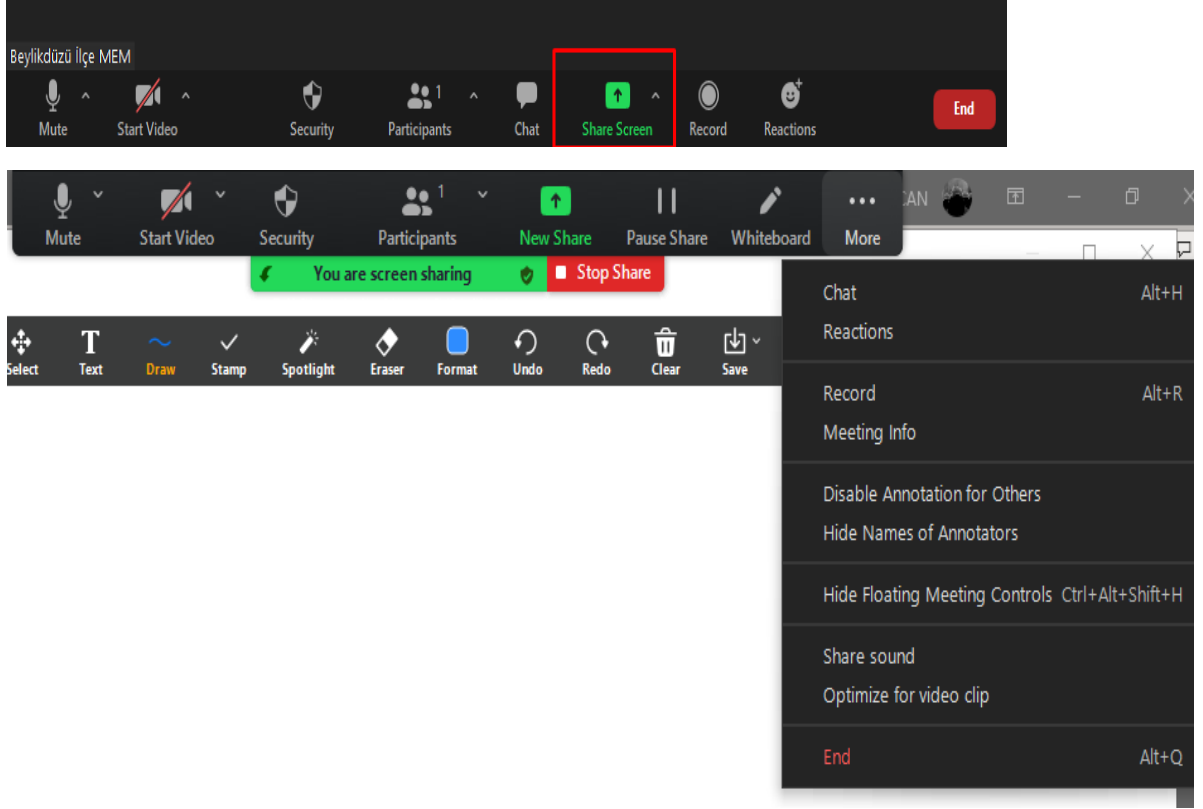 Beylikdüzü İlçe MEM
1
Mute Start Video Security Participants Chat Share Screen Record Reactions End
1
CAN
Mute Start Video Security Participants New Share Pause Share Whiteboard More
You are screen sharing Stop Share
Select Text Draw Stamp Spotlight Eraser Format Undo Redo Clear Save
Chat Alt+H
Reactions
Record Alt+R
Meeting Info
Disable Annotation for Others
Hide Names of Annotators
Hide Floating Meeting Controls Ctrl+Alt+Shift+H
Share sound
Optimize for video clip
End Alt+Q